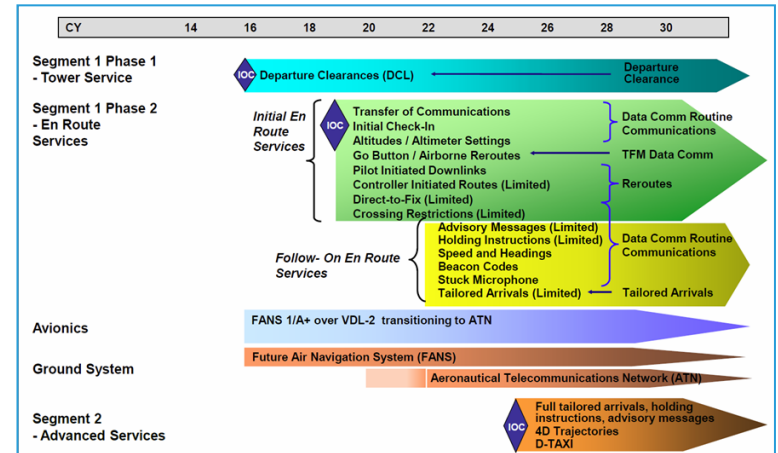 CY 14 16 18 20 22 24 26 28 30
Segment 1 Phase 1
- Tower Service
IOC
Departure Clearances (DCL)
Departure
Clearance
Segment 1 Phase 2
- En Route
Services
Initial En
Route
Services
IOC
Transfer of Communications
Initial Check-In
Altitudes / Altimeter Settings
Go Button / Airborne Reroutes
Pilot Initiated Downlinks
Controller Initiated Routes (Limited)
Direct-to-Fix (Limited)
Crossing Restrictions (Limited)
Data Comm Routine
Communications
TFM Data Comm
Reroutes
Follow- On En Route
Services
Advisory Messages (Limited)
Holding Instructions (Limited)
Speed and Headings
Beacon Codes
Stuck Microphone
Tailored Arrivals (Limited)
Data Comm Routine
Communications
Tailored Arrivals
Avionics
FANS 1/A+ over VDL-2 transitioning to ATN
Ground System
Future Air Navigation System (FANS)
Aeronautical Telecommunications Network (ATN)
Segment 2
- Advanced Services
IOC
Full tailored arrivals, holding
instructions, advisory messages
4D Trajectories
D-TAXI